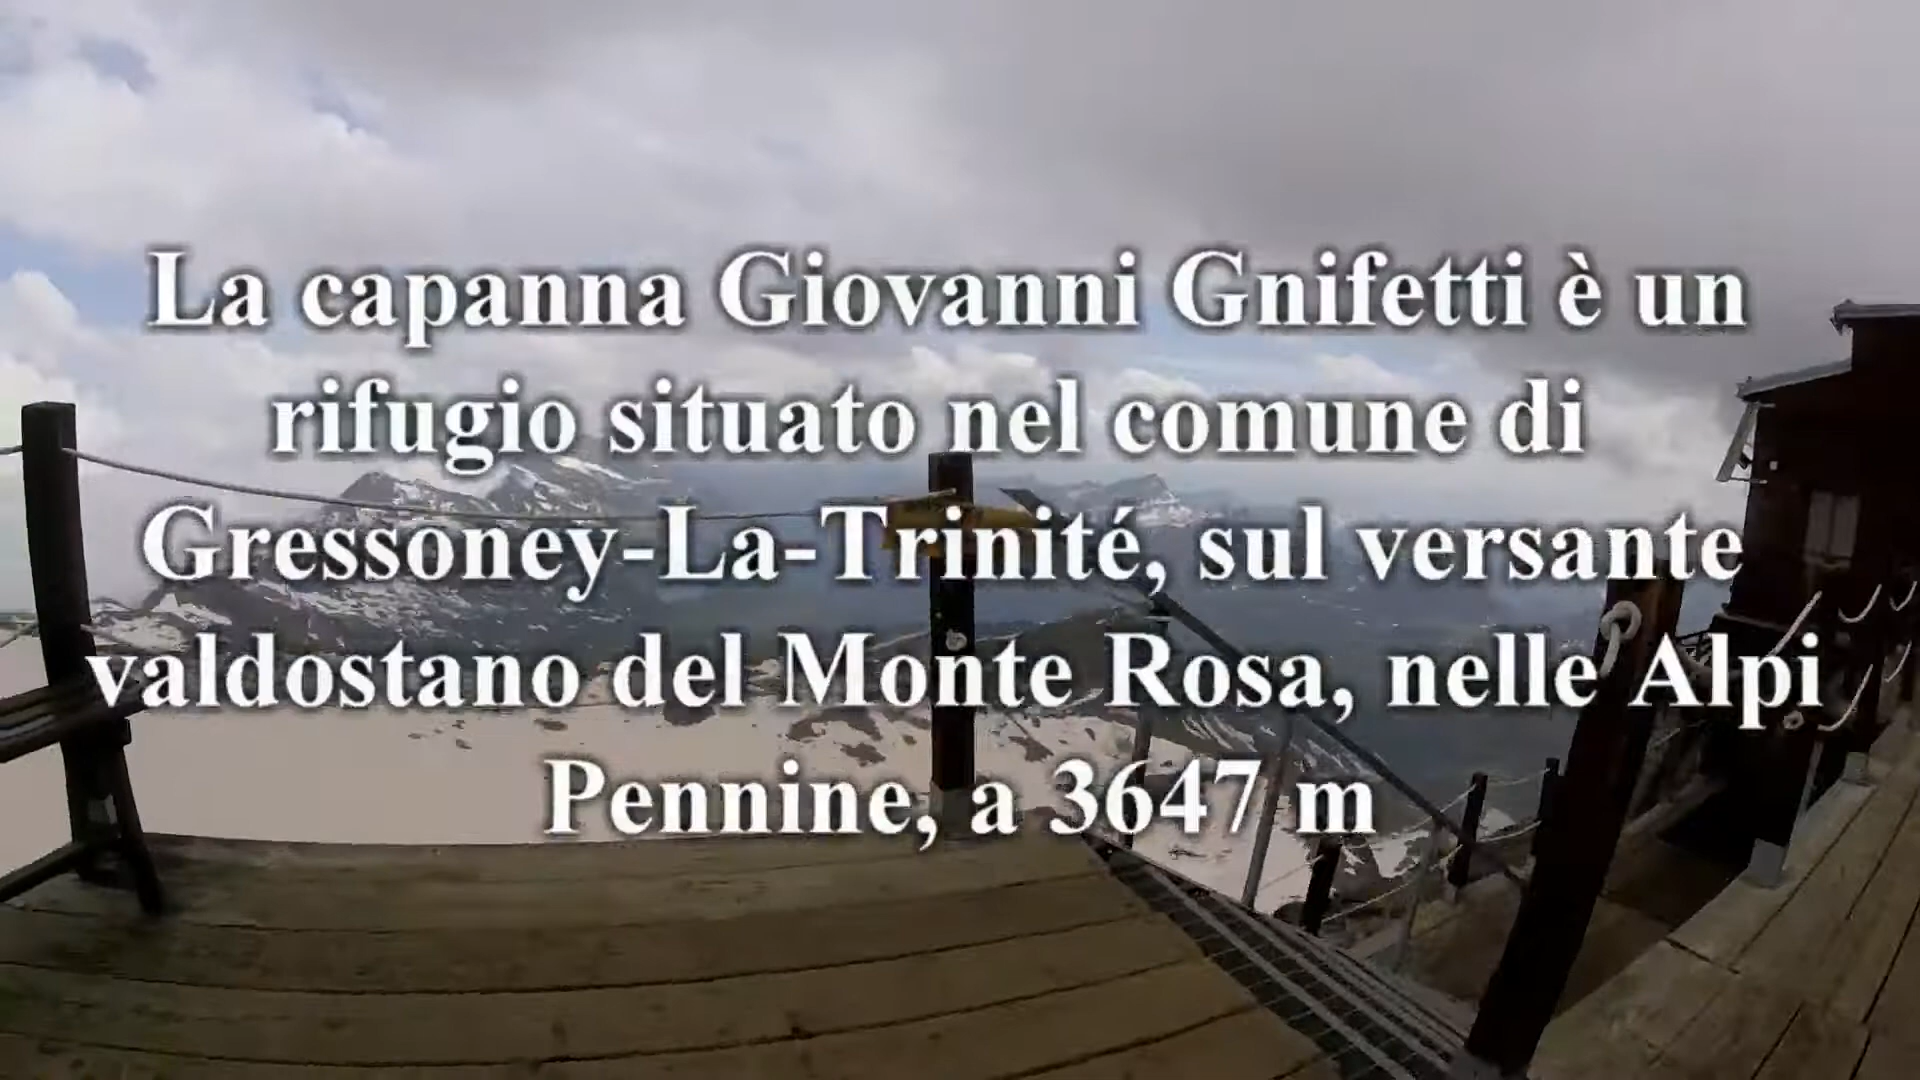 La capanna Giovanni Gnifetti è un
rifugio situato nel comune di
Gressoney-La-Trinité, sul versante
valdostano del Monte Rosa, nelle Alpi
Pennine, a 3647 m